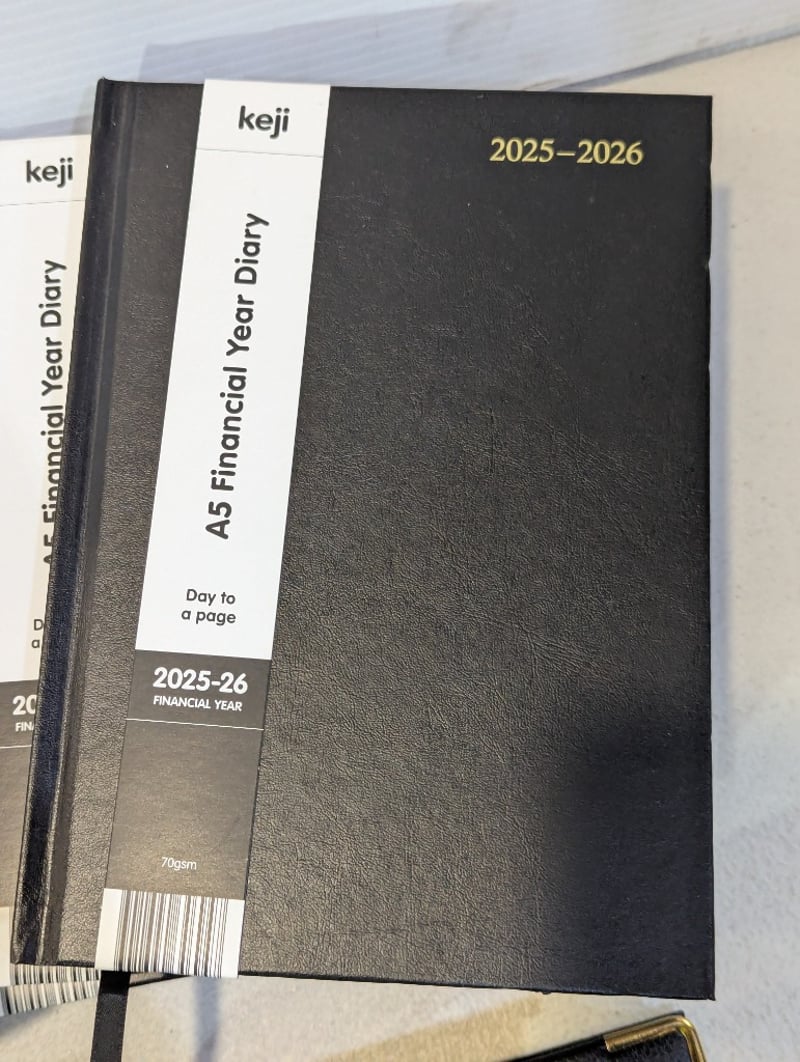 keji
A5 Financial Year Diary
Day to
a page
2025-26
FINANCIAL YEAR
70gsm
2025–2026
keji
A5 Financial Year Diary